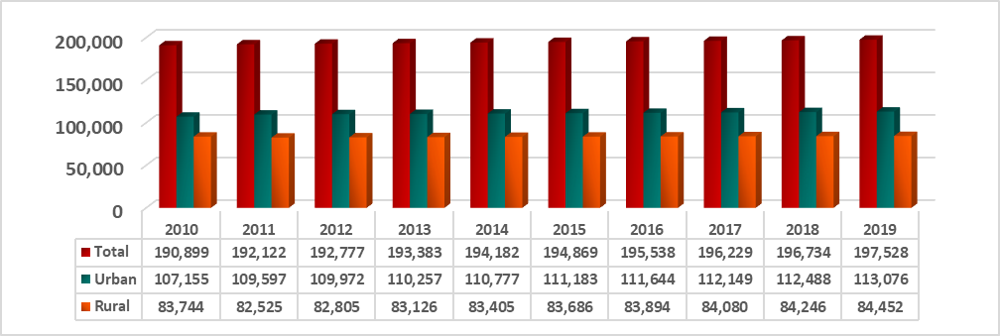 200,000
150,000
100,000
50,000
0
2010 2011 2012 2013 2014 2015 2016 2017 2018 2019
Total 190,899 192,122 192,777 193,383 194,182 194,869 195,538 196,229 196,734 197,528
Urban 107,155 109,597 109,972 110,257 110,777 111,183 111,644 112,149 112,488 113,076
Rural 83,744 82,525 82,805 83,126 83,405 83,686 83,894 84,080 84,246 84,452